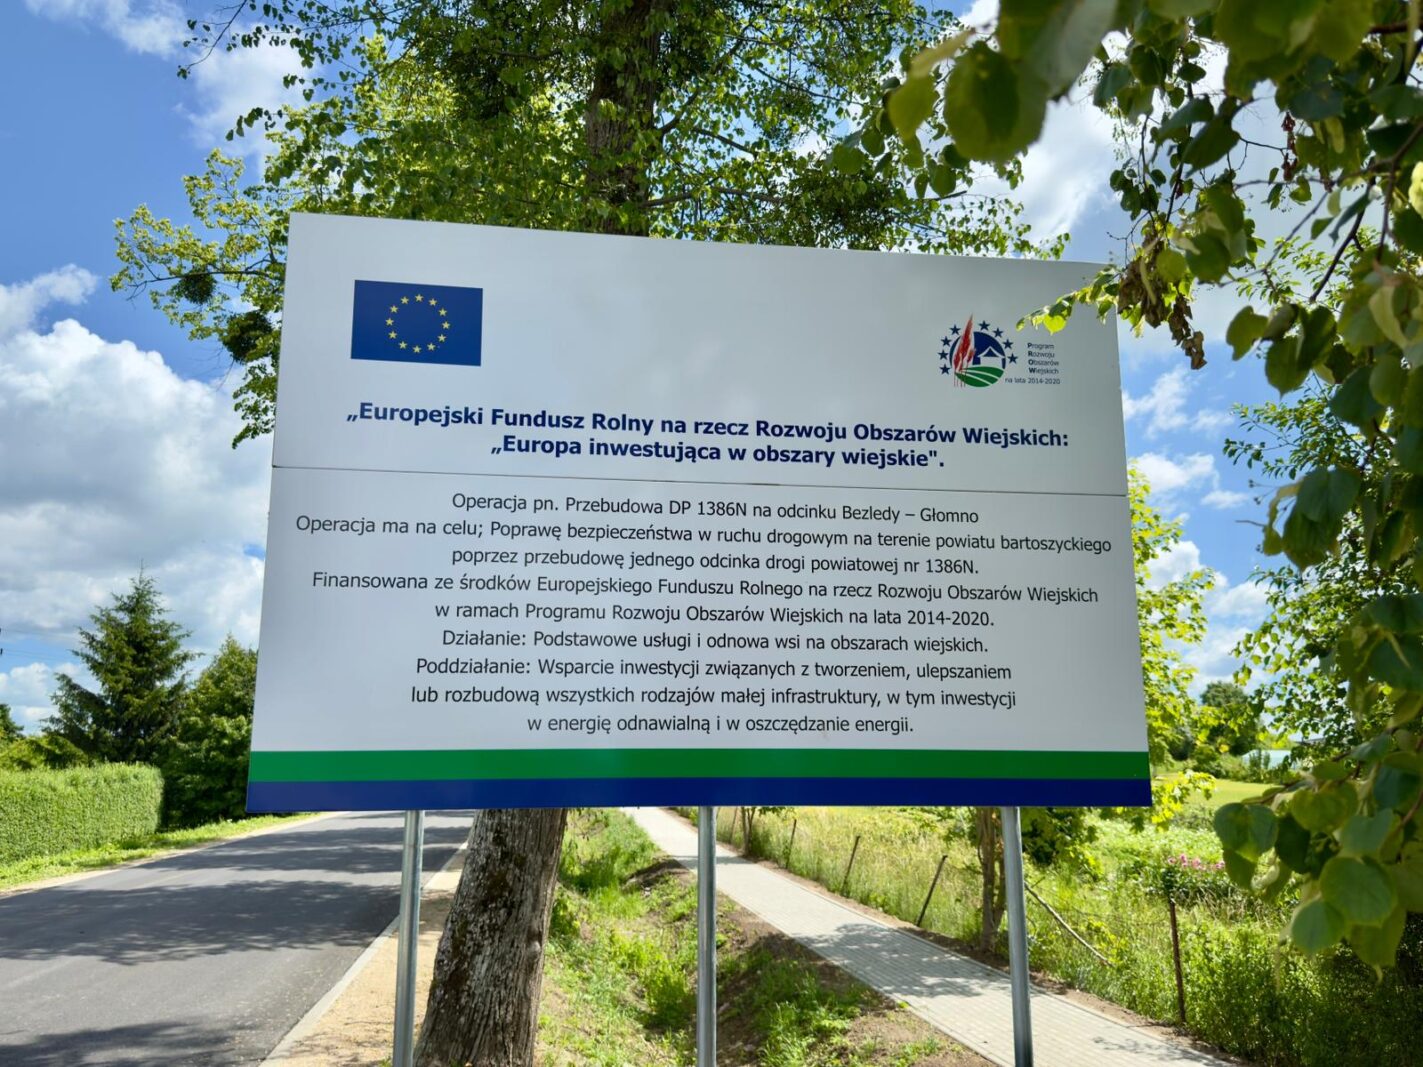 Program
Rozwoju
Obszarów
Wiejskich
na lata 2014-2020
„Europejski Fundusz Rolny na rzecz Rozwoju Obszarów Wiejskich:
„Europa inwestująca w obszary wiejskie".
Operacja pn. Przebudowa DP 1386N na odcinku Bezledy – Głomno
Operacja ma na celu; Poprawę bezpieczeństwa w ruchu drogowym na terenie powiatu bartoszyckiego
poprzez przebudowę jednego odcinka drogi powiatowej nr 1386N.
Finansowana ze środków Europejskiego Funduszu Rolnego na rzecz Rozwoju Obszarów Wiejskich
w ramach Programu Rozwoju Obszarów Wiejskich na lata 2014-2020.
Działanie: Podstawowe usługi i odnowa wsi na obszarach wiejskich.
Poddziałanie: Wsparcie inwestycji związanych z tworzeniem, ulepszaniem
lub rozbudową wszystkich rodzajów małej infrastruktury, w tym inwestycji
w energię odnawialną i w oszczędzanie energii.